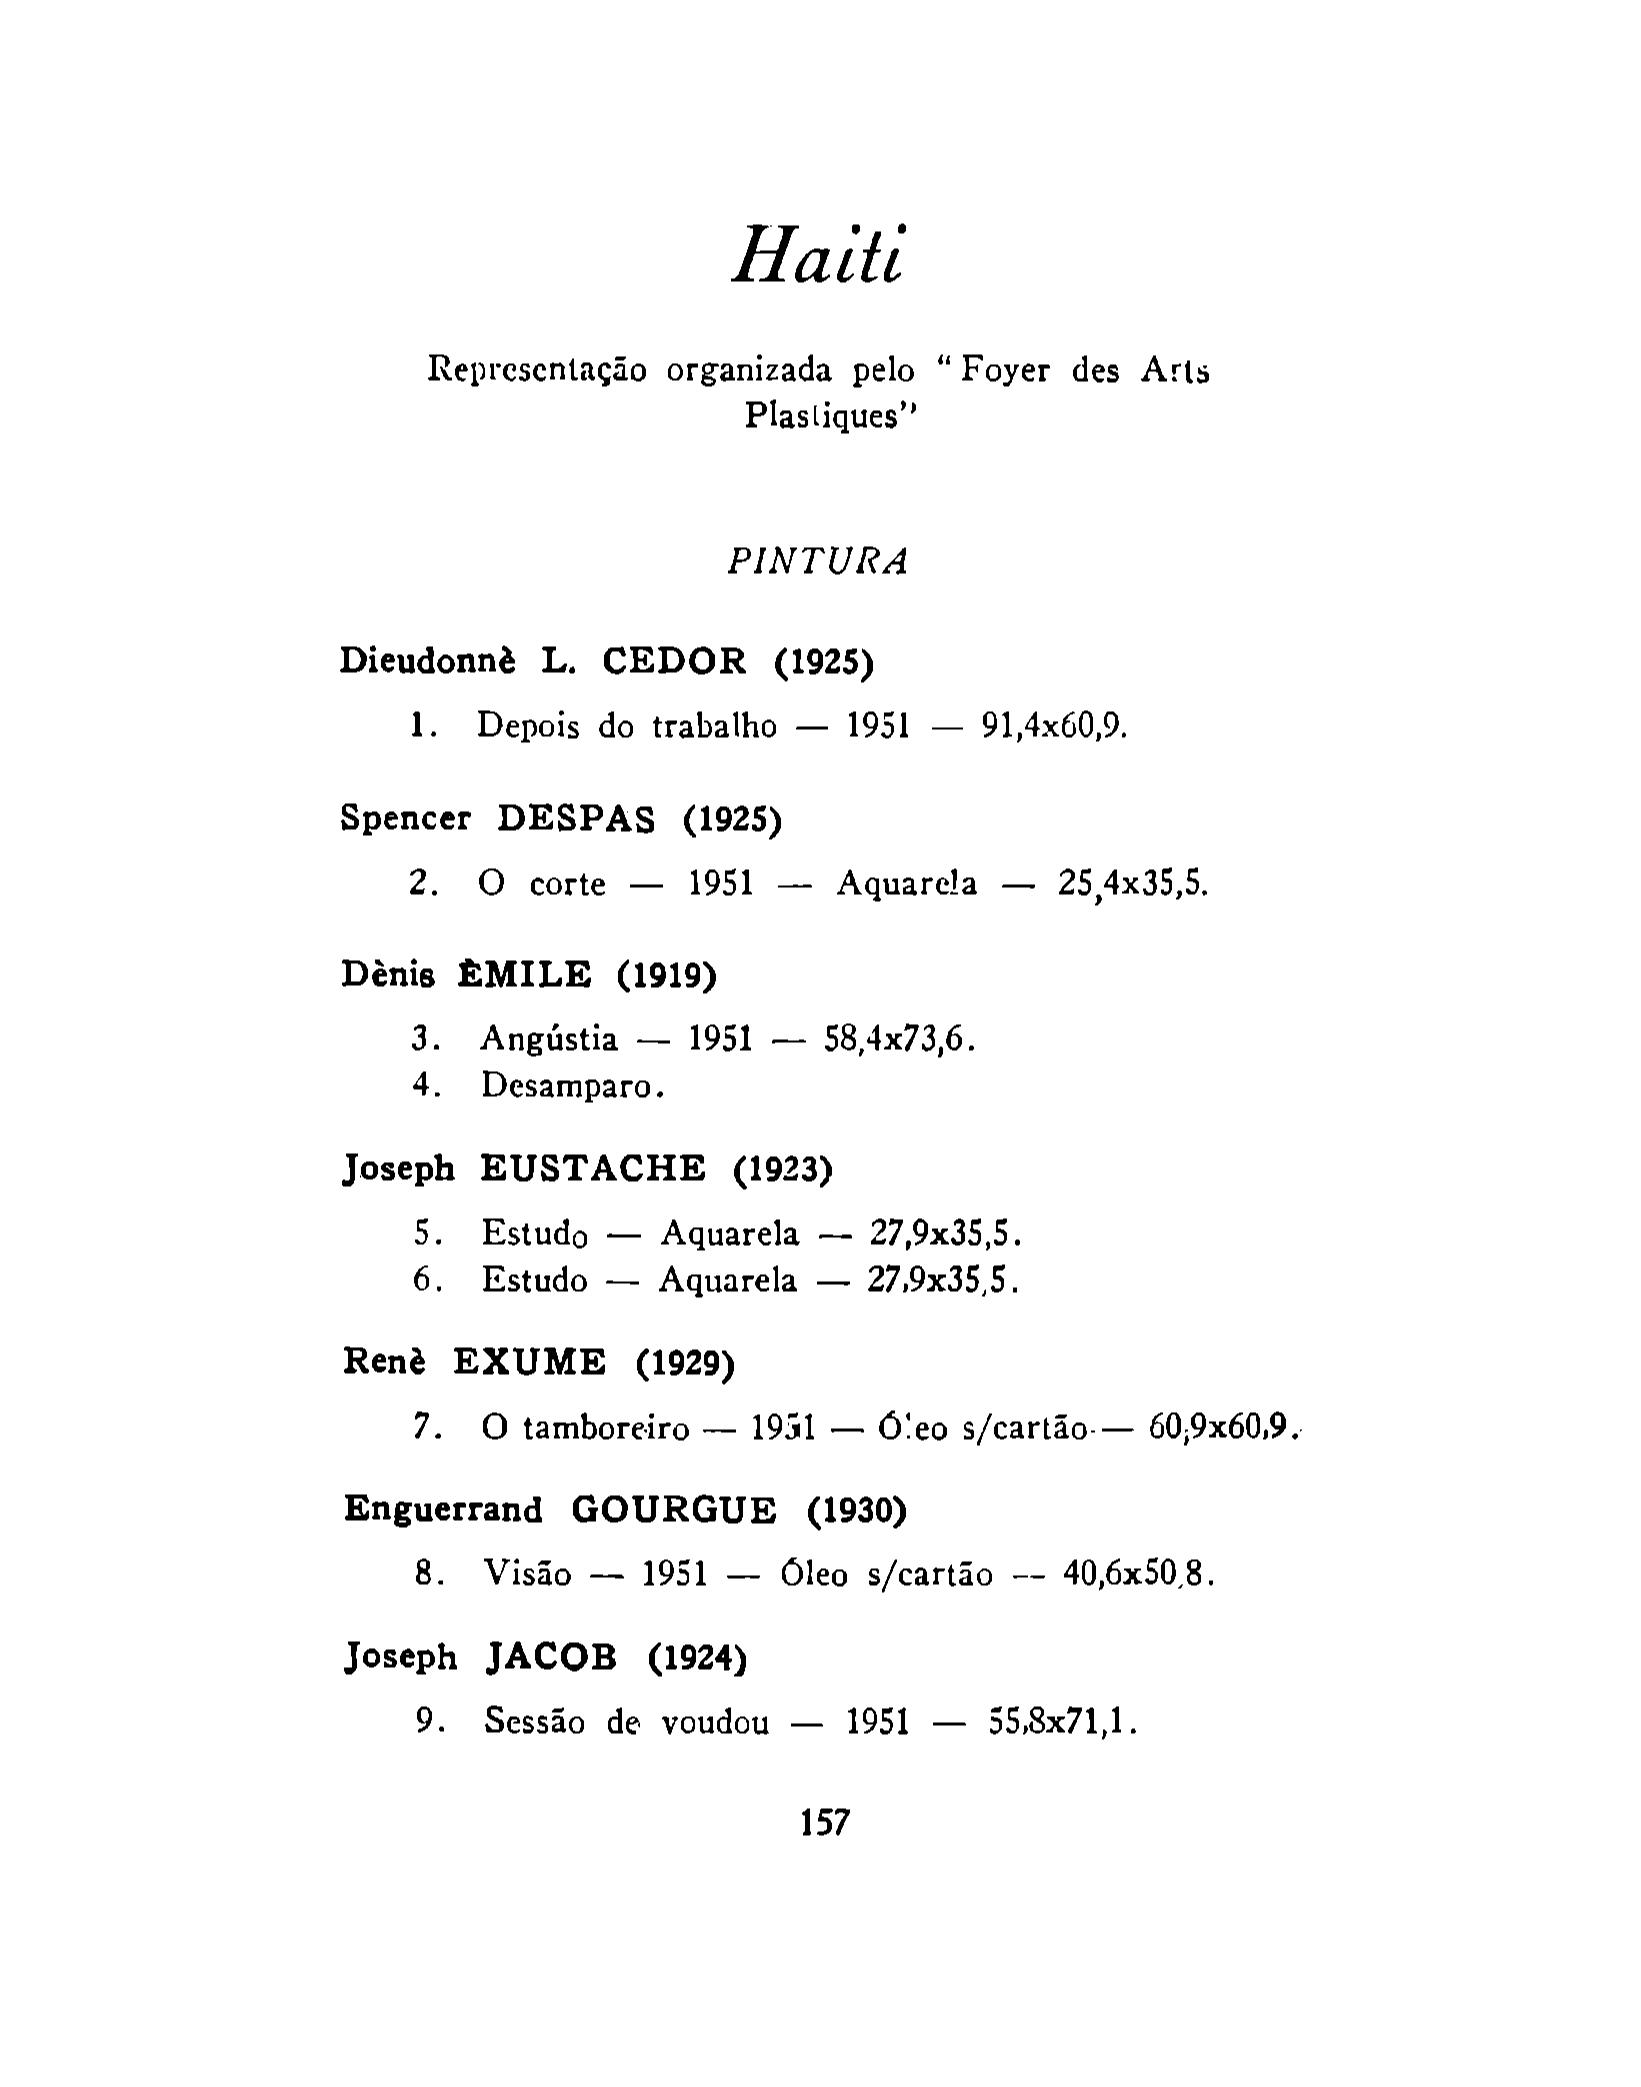 Haiti
Representação organizada pelo "Foyer des Arts
Plastiques"
PINTURA
Dieudonnè L. CEDOR (1925)
1. Depois do trabalho — 1951 — 91,4x60,9.
Spencer DESPAS (1925)
2. O corte — 1951 — Aquarela — 25,4x35,5.
Dènis ÈMILE (1919)
3. Angústia — 1951 — 58,4x73,6.
4. Desamparo.
Joseph EUSTACHE (1923)
5. Estudo — Aquarela — 27,9x35,5.
6. Estudo — Aquarela — 27,9x35,5.
Renè EXUME (1929)
7. O tamboreiro — 1951 — Óleo s/cartão — 60,9x60,9.
Enguerrand GOURGUE (1930)
8. Visão — 1951 — Óleo s/cartão — 40,6x50,8.
Joseph JACOB (1924)
9. Sessão de voudou — 1951 — 55,8x71,1.
157